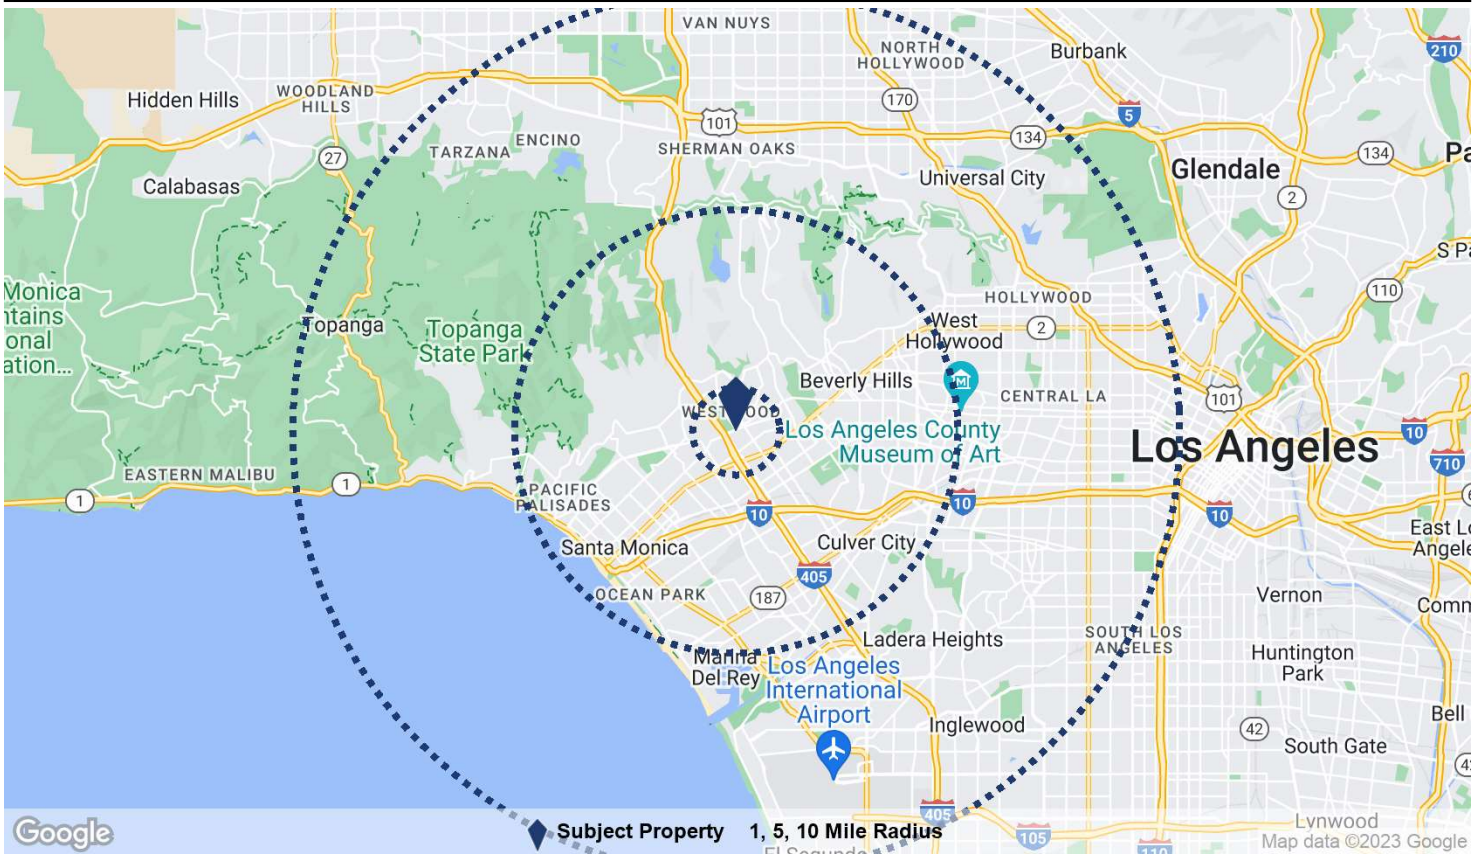 VAN NUYS
NORTH
HOLLYWOOD
Burbank
210
WOODLAND
HILLS
Hidden Hills
170
101
5
134
ENCINO
TARZANA
SHERMAN OAKS
27
134
Glendale
Calabasas
Universal City
2
Monica
ntains
onal
ation...
110
HOLLYWOOD
Topanga
Topanga
State Park
West
Hollywood
2
Beverly Hills
M
CENTRAL LA
101
WESTWOOD
Los Angeles County
Museum of Art
Los Angeles
10
710
EASTERN MALIBU
1
1
PACIFIC
PALISADES
10
10
10
Santa Monica
Culver City
405
OCEAN PARK
187
Vernon
Ladera Heights
SOUTH LOS
ANGELES
Huntington
Park
Marina
Del Rey
Los Angeles
International
Airport
Inglewood
Bell
42
South Gate
405
105
110
Lynwood
El Segundo
Google
Subject Property 1, 5, 10 Mile Radius
Map data ©2023 Google